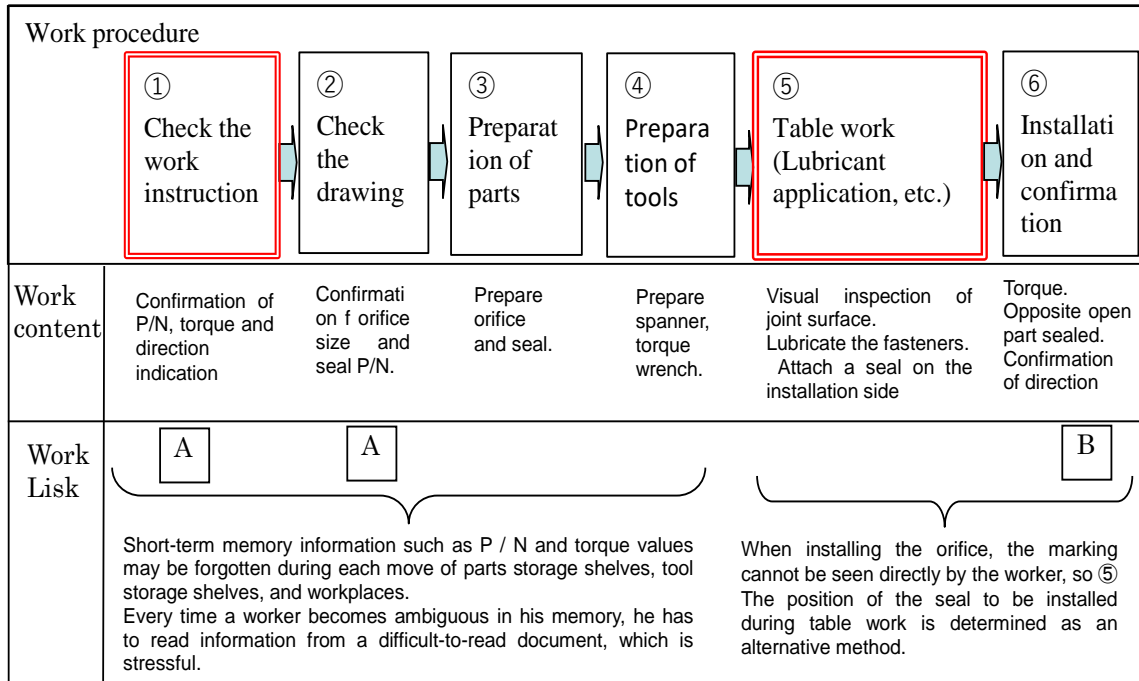 Work procedure
①
Check the
work
instruction
②
Check
the
drawing
③
Preparat
ion of
parts
④
Prepara
tion of
tools
⑤
Table work
(Lubricant
application, etc.)
⑥
Installati
on and
confirma
tion
Work
content
Confirmation of
P/N, torque and
direction
indication
Confirmati
on f orifice
size and
seal P/N.
Prepare
orifice
and seal.
Prepare
spanner,
torque
wrench.
Visual inspection of
joint surface.
Lubricate the fasteners.
Attach a seal on the
installation side
Torque.
Opposite open
part sealed.
Confirmation
of direction
Work
Lisk
A
A
B
Short-term memory information such as P / N and torque values
may be forgotten during each move of parts storage shelves, tool
storage shelves, and workplaces.
Every time a worker becomes ambiguous in his memory, he has
to read information from a difficult-to-read document, which is
stressful.
When installing the orifice, the marking
cannot be seen directly by the worker, so ⑤
The position of the seal to be installed
during table work is determined as an
alternative method.